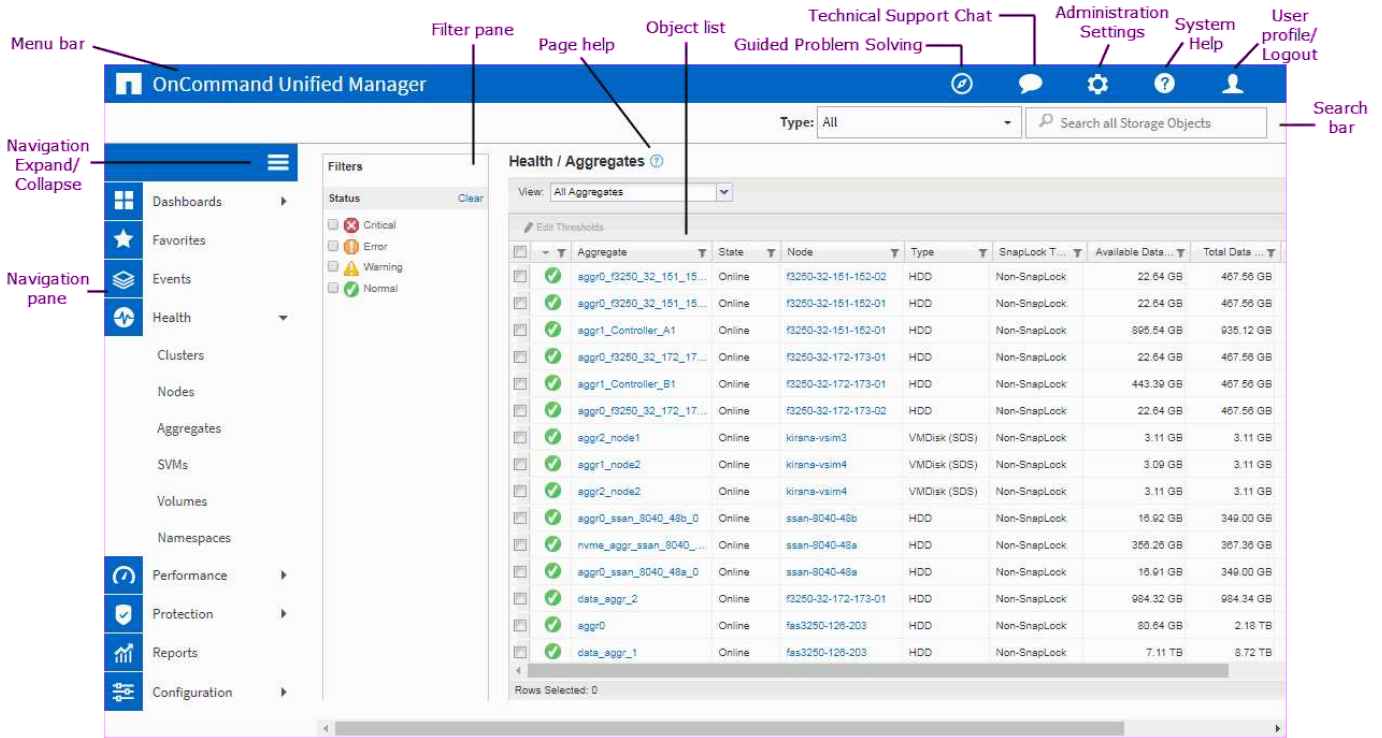 Technical Support Chat
Administration
Settings
User
profile/
Logout
System
Help
Menu bar
Filter pane
Page help
Object list
Guided Problem Solving
OnCommand Unified Manager
Type: All
Search all Storage Objects
Search
bar
Navigation
Expand/
Collapse
Navigation
pane
Dashboards
Favorites
Events
Health
Clusters
Nodes
Aggregates
SVMs
Volumes
Namespaces
Performance
Protection
Reports
Configuration
Filters
Status Clear
Critical
Error
Warning
Normal
Health / Aggregates
View: All Aggregates
Edit Thresholds
Aggregate State Node Type SnapLock T... Available Data... Total Data ...
aggr0_f3250_32_151_15... Online f3250-32-151-152-02 HDD Non-SnapLock 22.64 GB 467.56 GB
aggr0_f3250_32_151_15... Online f3250-32-151-152-01 HDD Non-SnapLock 22.64 GB 467.56 GB
aggr1_Controller_A1 Online f3250-32-151-152-01 HDD Non-SnapLock 895.54 GB 935.12 GB
aggr0_f3250_32_172_17... Online f3250-32-172-173-01 HDD Non-SnapLock 22.64 GB 467.56 GB
aggr1_Controller_B1 Online f3250-32-172-173-01 HDD Non-SnapLock 443.39 GB 467.56 GB
aggr0_f3250_32_172_17... Online f3250-32-172-173-02 HDD Non-SnapLock 22.64 GB 467.56 GB
aggr2_node1 Online kirana-vsim3 VMDisk (SDS) Non-SnapLock 3.11 GB 3.11 GB
aggr1_node2 Online kirana-vsim4 VMDisk (SDS) Non-SnapLock 3.09 GB 3.11 GB
aggr2_node2 Online kirana-vsim4 VMDisk (SDS) Non-SnapLock 3.11 GB 3.11 GB
aggr0_ssan_8040_48b_0 Online ssan-8040-48b HDD Non-SnapLock 16.92 GB 349.00 GB
nvme_aggr_ssan_8040_... Online ssan-8040-48a HDD Non-SnapLock 356.26 GB 367.36 GB
aggr0_ssan_8040_48a_0 Online ssan-8040-48a HDD Non-SnapLock 16.91 GB 349.00 GB
data_aggr_2 Online f3250-32-172-173-01 HDD Non-SnapLock 984.32 GB 984.34 GB
aggr0 Online fas3250-126-203 HDD Non-SnapLock 80.64 GB 2.18 TB
data_aggr_1 Online fas3250-126-203 HDD Non-SnapLock 7.11 TB 8.72 TB
Rows Selected: 0